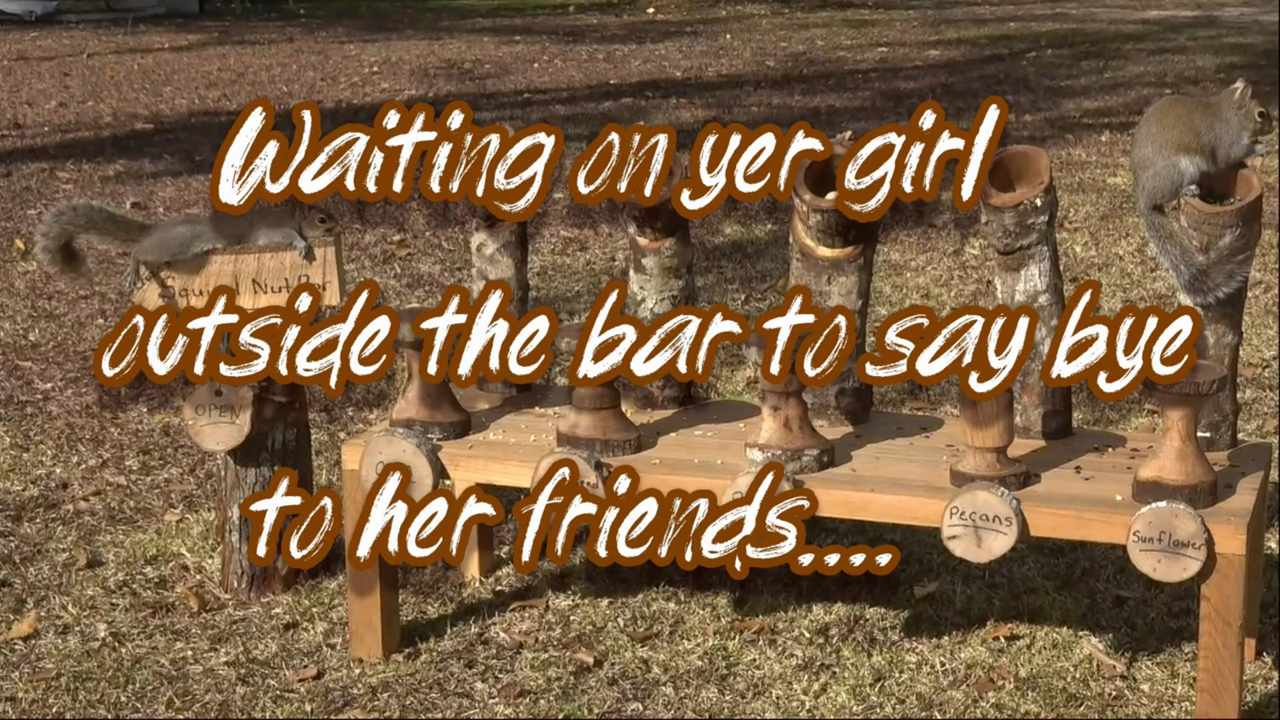 Waiting on yer girl
outside the bar to say bye
to her friends....
OPEN
Pecans
Sunflower